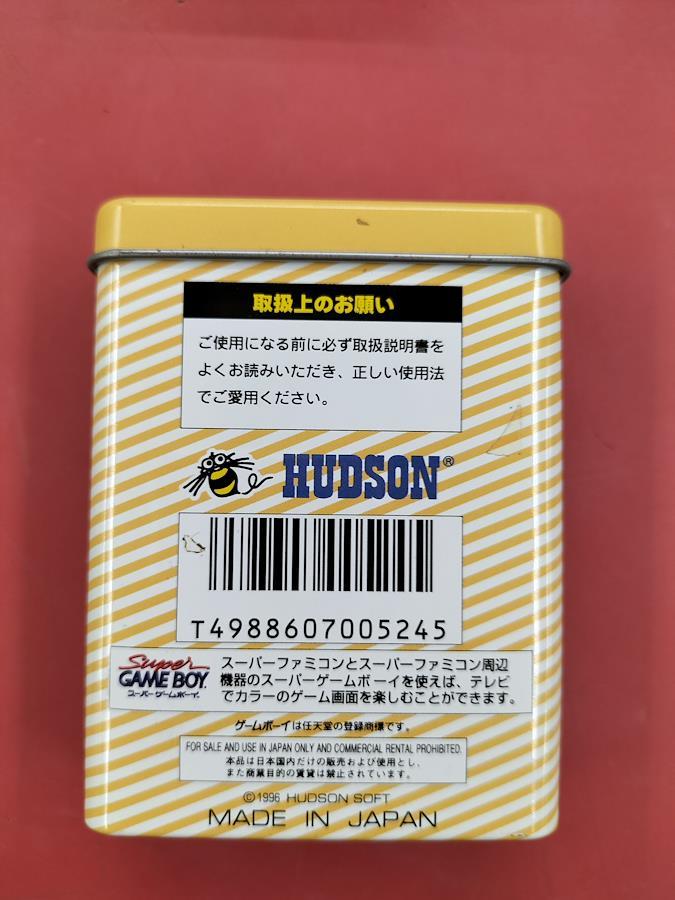 取扱上のお願い
ご使用になる前に必ず取扱説明書を
よくお読みいただき、正しい使用法
でご愛用ください。
HUDSON®
T4988607005245
Super
GAME BOY
スーパーゲームボーイ
スーパーファミコンとスーパーファミコン周辺
機器のスーパーゲームボーイを使えば、テレビ
でカラーのゲーム画面を楽しむことができます。
ゲームボーイは任天堂の登録商標です。
FOR SALE AND USE IN JAPAN ONLY AND COMMERCIAL RENTAL PROHIBITED.
本品は日本国内だけの販売および使用とし、
また商業目的の賃貸は禁止されています。
©1996 HUDSON SOFT
MADE IN JAPAN